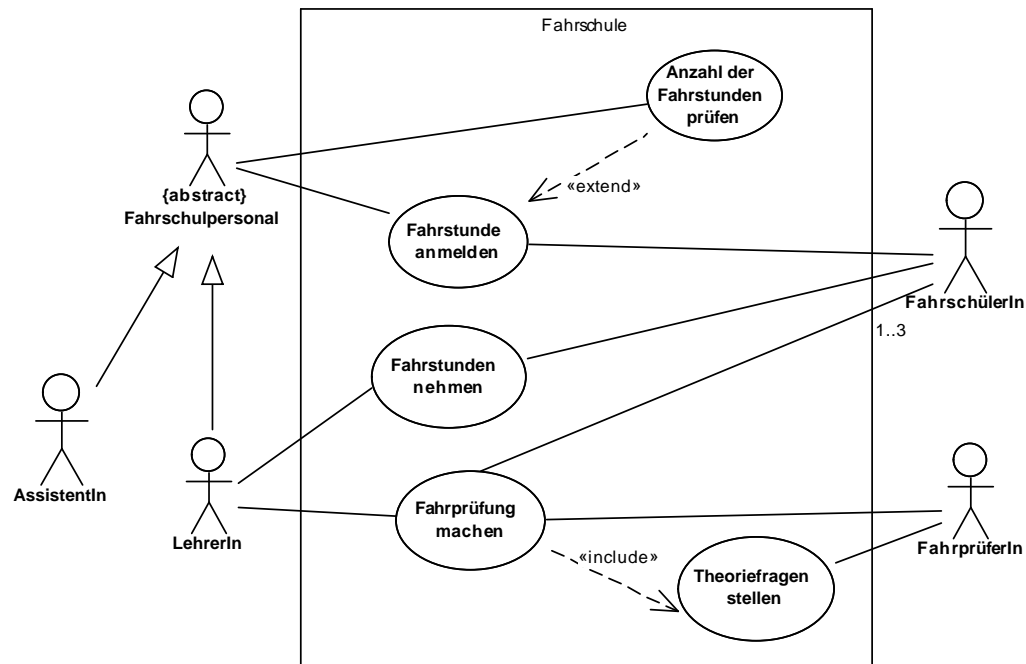 Fahrschule
Anzahl der
Fahrstunden
prüfen
{abstract}
Fahrschulpersonal
«extend»
Fahrstunde
anmelden
FahrschülerIn
1..3
Fahrstunden
nehmen
AssistentIn
LehrerIn
Fahrprüfung
machen
FahrprüferIn
«include»
Theoriefragen
stellen